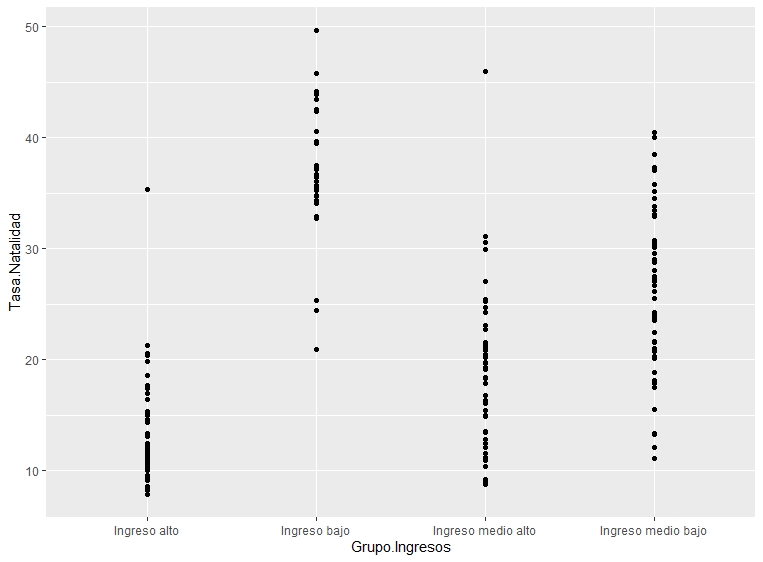 50
40
30
20
10
Tasa.Natalidad
Ingreso alto
Ingreso bajo
Ingreso medio alto
Ingreso medio bajo
Grupo.Ingresos